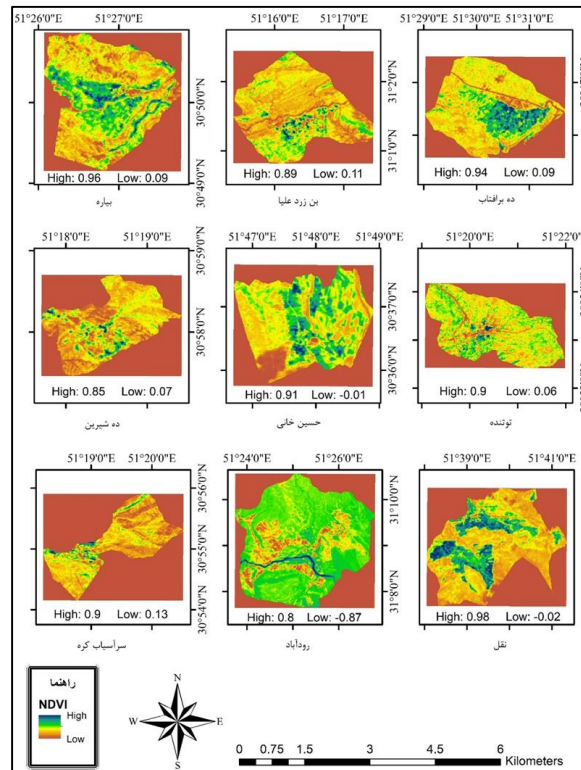 51°26'0"E 51°27'0"E
30°50'0"N
30°49'0"N
High: 0.96 Low: 0.09
بیاره
51°16'0"E 51°17'0"E
31°2'0"N
31°1'0"N
High: 0.89 Low: 0.11
بن زرد علیا
51°29'0"E 51°30'0"E 51°31'0"E
High: 0.94 Low: 0.09
ده برافتاب
51°18'0"E 51°19'0"E
30°59'0"N
30°58'0"N
High: 0.85 Low: 0.07
ده شیرین
51°47'0"E 51°48'0"E 51°49'0"E
30°37'0"N
30°36'0"N
High: 0.91 Low: -0.01
حسین خانی
51°20'0"E 51°22'0"E
High: 0.9 Low: 0.06
توتنده
51°19'0"E 51°20'0"E
30°56'0"N
30°55'0"N
30°54'0"N
High: 0.9 Low: 0.13
سرآسیاب کره
51°24'0"E 51°26'0"E
31°10'0"N
31°8'0"N
High: 0.8 Low: -0.87
رودآباد
51°39'0"E 51°41'0"E
High: 0.98 Low: -0.02
نقل
راهنما
NDVI
High
Low
N
W E
S
0 0.75 1.5 3 4.5 6
Kilometers